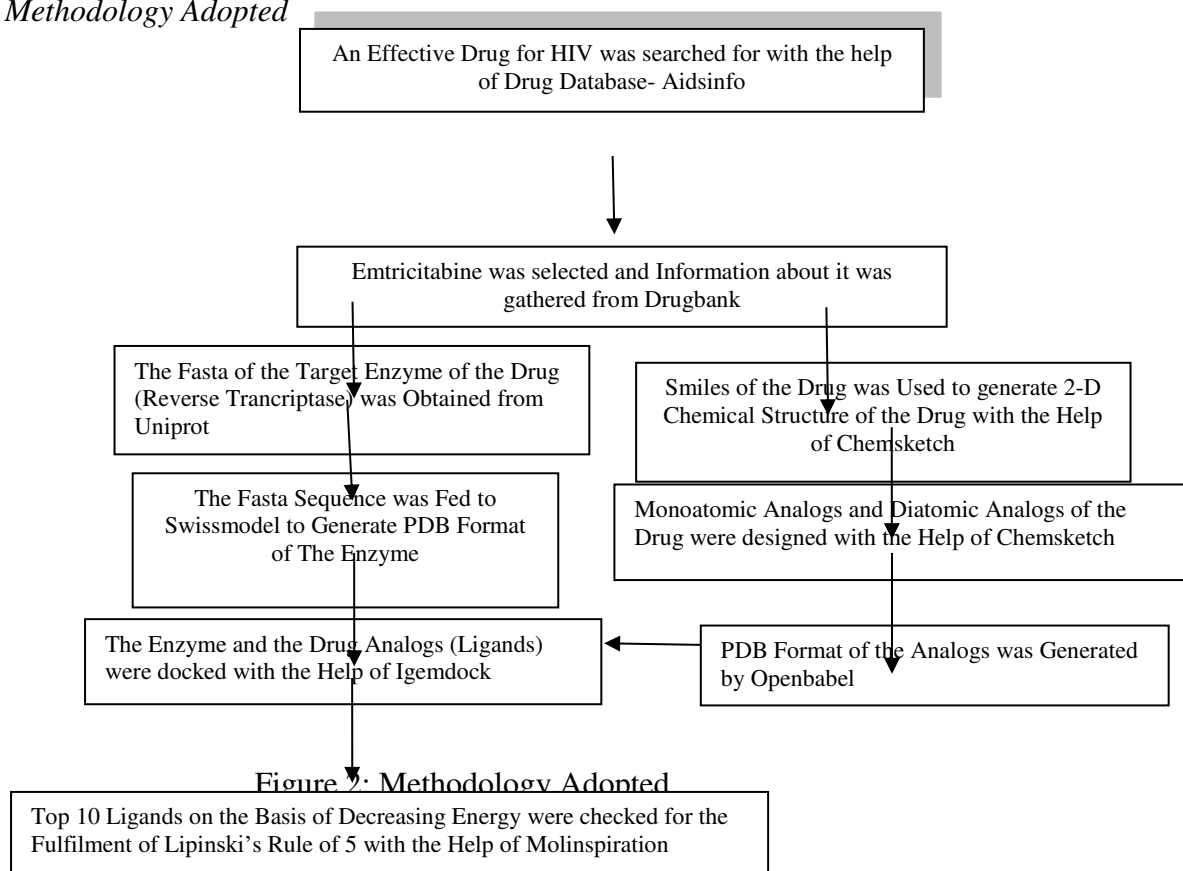 Methodology Adopted
An Effective Drug for HIV was searched for with the help
of Drug Database- Aidsinfo
Emtricitabine was selected and Information about it was
gathered from Drugbank
The Fasta of the Target Enzyme of the Drug
(Reverse Trancriptase) was Obtained from
Uniprot
Smiles of the Drug was Used to generate 2-D
Chemical Structure of the Drug with the Help
of Chemsketch
The Fasta Sequence was Fed to
Swissmodel to Generate PDB Format
of The Enzyme
Monoatomic Analogs and Diatomic Analogs of the
Drug were designed with the Help of Chemsketch
The Enzyme and the Drug Analogs (Ligands)
were docked with the Help of Igemdock
PDB Format of the Analogs was Generated
by Openbabel
Figure 2: Methodology Adopted
Top 10 Ligands on the Basis of Decreasing Energy were checked for the
Fulfilment of Lipinski's Rule of 5 with the Help of Molinspiration